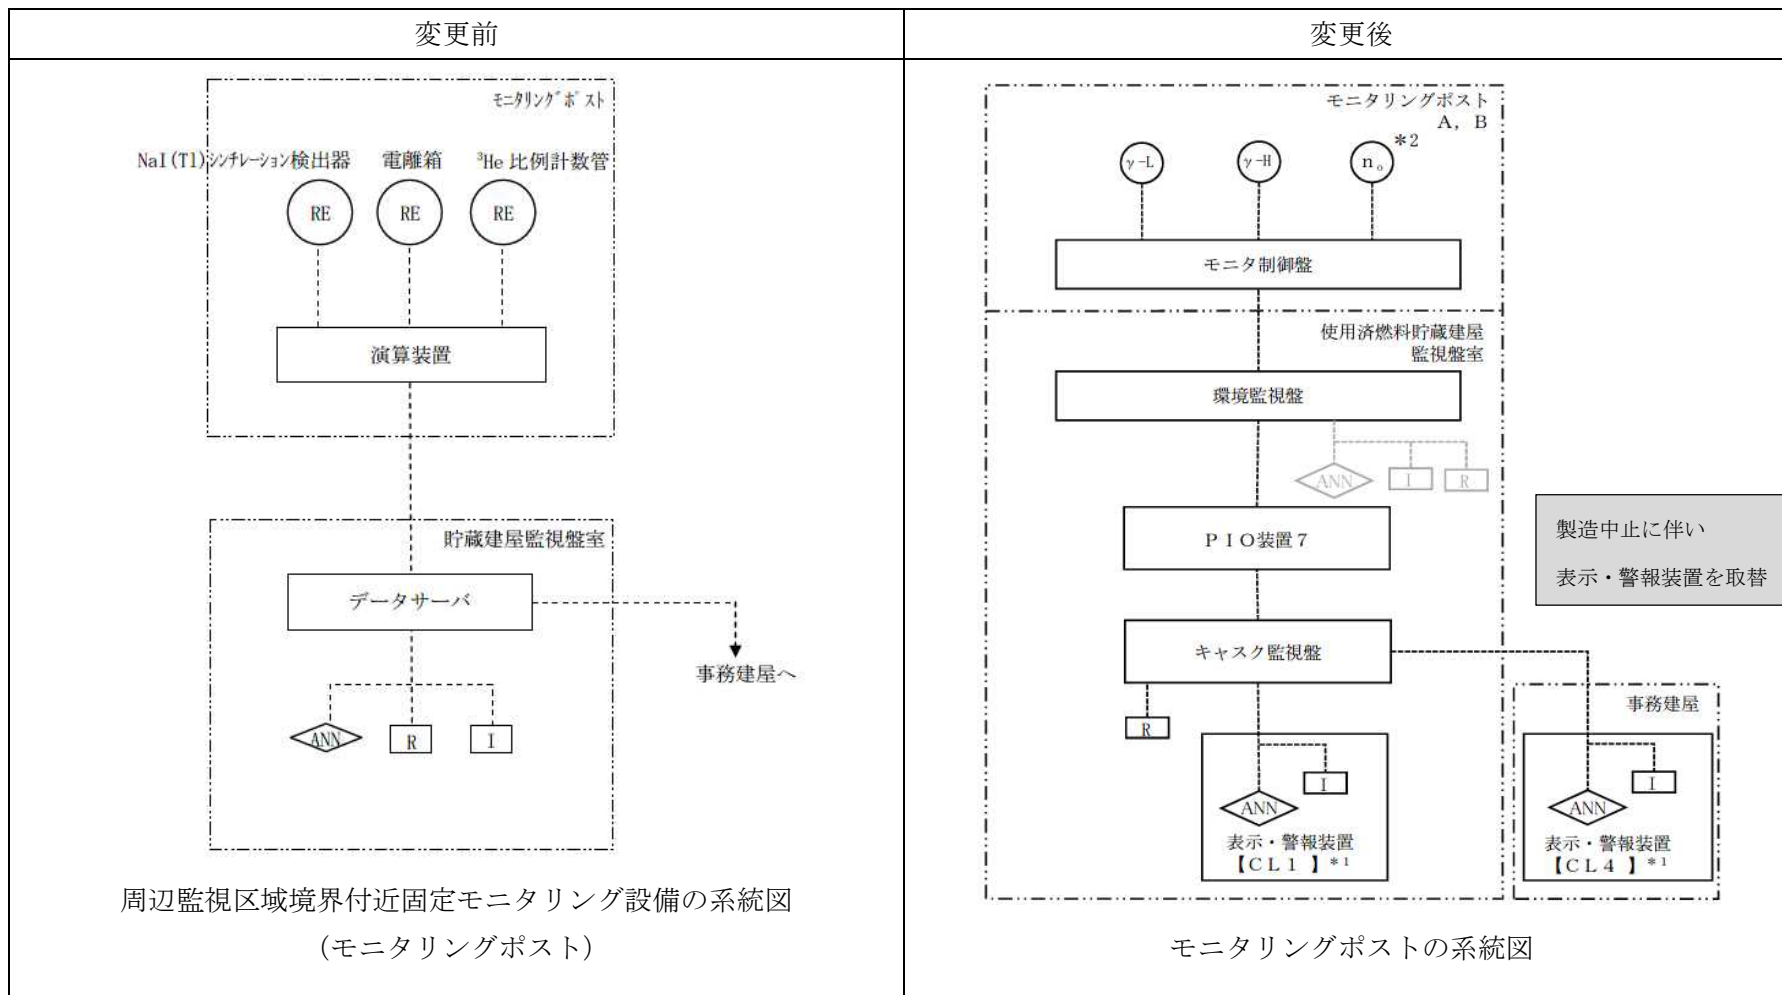 変更前
変更後
モニタリングポスト
NaI(Tl)シンチレーション検出器
電離箱
³He 比例計数管
RE
RE
RE
演算装置
貯蔵建屋監視盤室
データサーバ
事務建屋へ
ANN
R
I
周辺監視区域境界付近固定モニタリング設備の系統図
(モニタリングポスト)
モニタリングポスト
A, B
γ-L
γ-H
n。
*2
モニタ制御盤
使用済燃料貯蔵建屋
監視盤室
環境監視盤
ANN
I
R
PIO装置7
製造中止に伴い
表示・警報装置を取替
キャスク監視盤
R
I
ANN
表示・警報装置
【CL1】*1
事務建屋
I
ANN
表示・警報装置
【CL4】*1
モニタリングポストの系統図